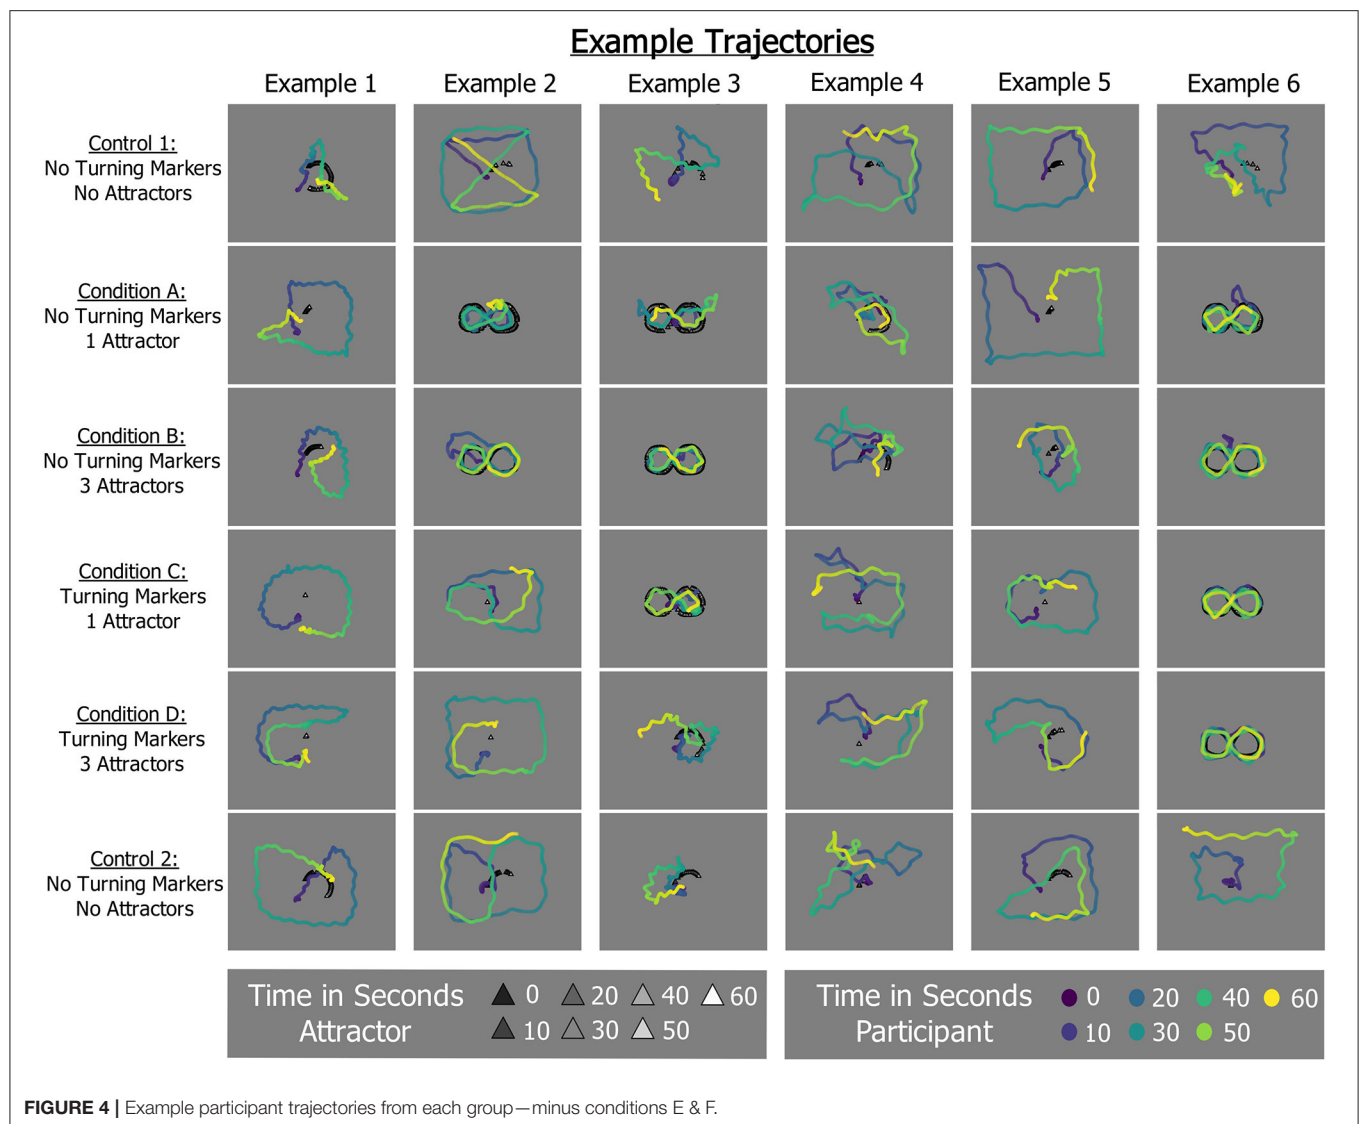 Example Trajectories
Example 1 Example 2 Example 3 Example 4 Example 5 Example 6
Control 1:
No Turning Markers
No Attractors
Condition A:
No Turning Markers
1 Attractor
Condition B:
No Turning Markers
3 Attractors
Condition C:
Turning Markers
1 Attractor
Condition D:
Turning Markers
3 Attractors
Control 2:
No Turning Markers
No Attractors
Time in Seconds 0 20 40 60
Attractor 10 30 50
Time in Seconds 0 20 40 60
Participant 10 30 50
FIGURE 4 | Example participant trajectories from each group—minus conditions E & F.